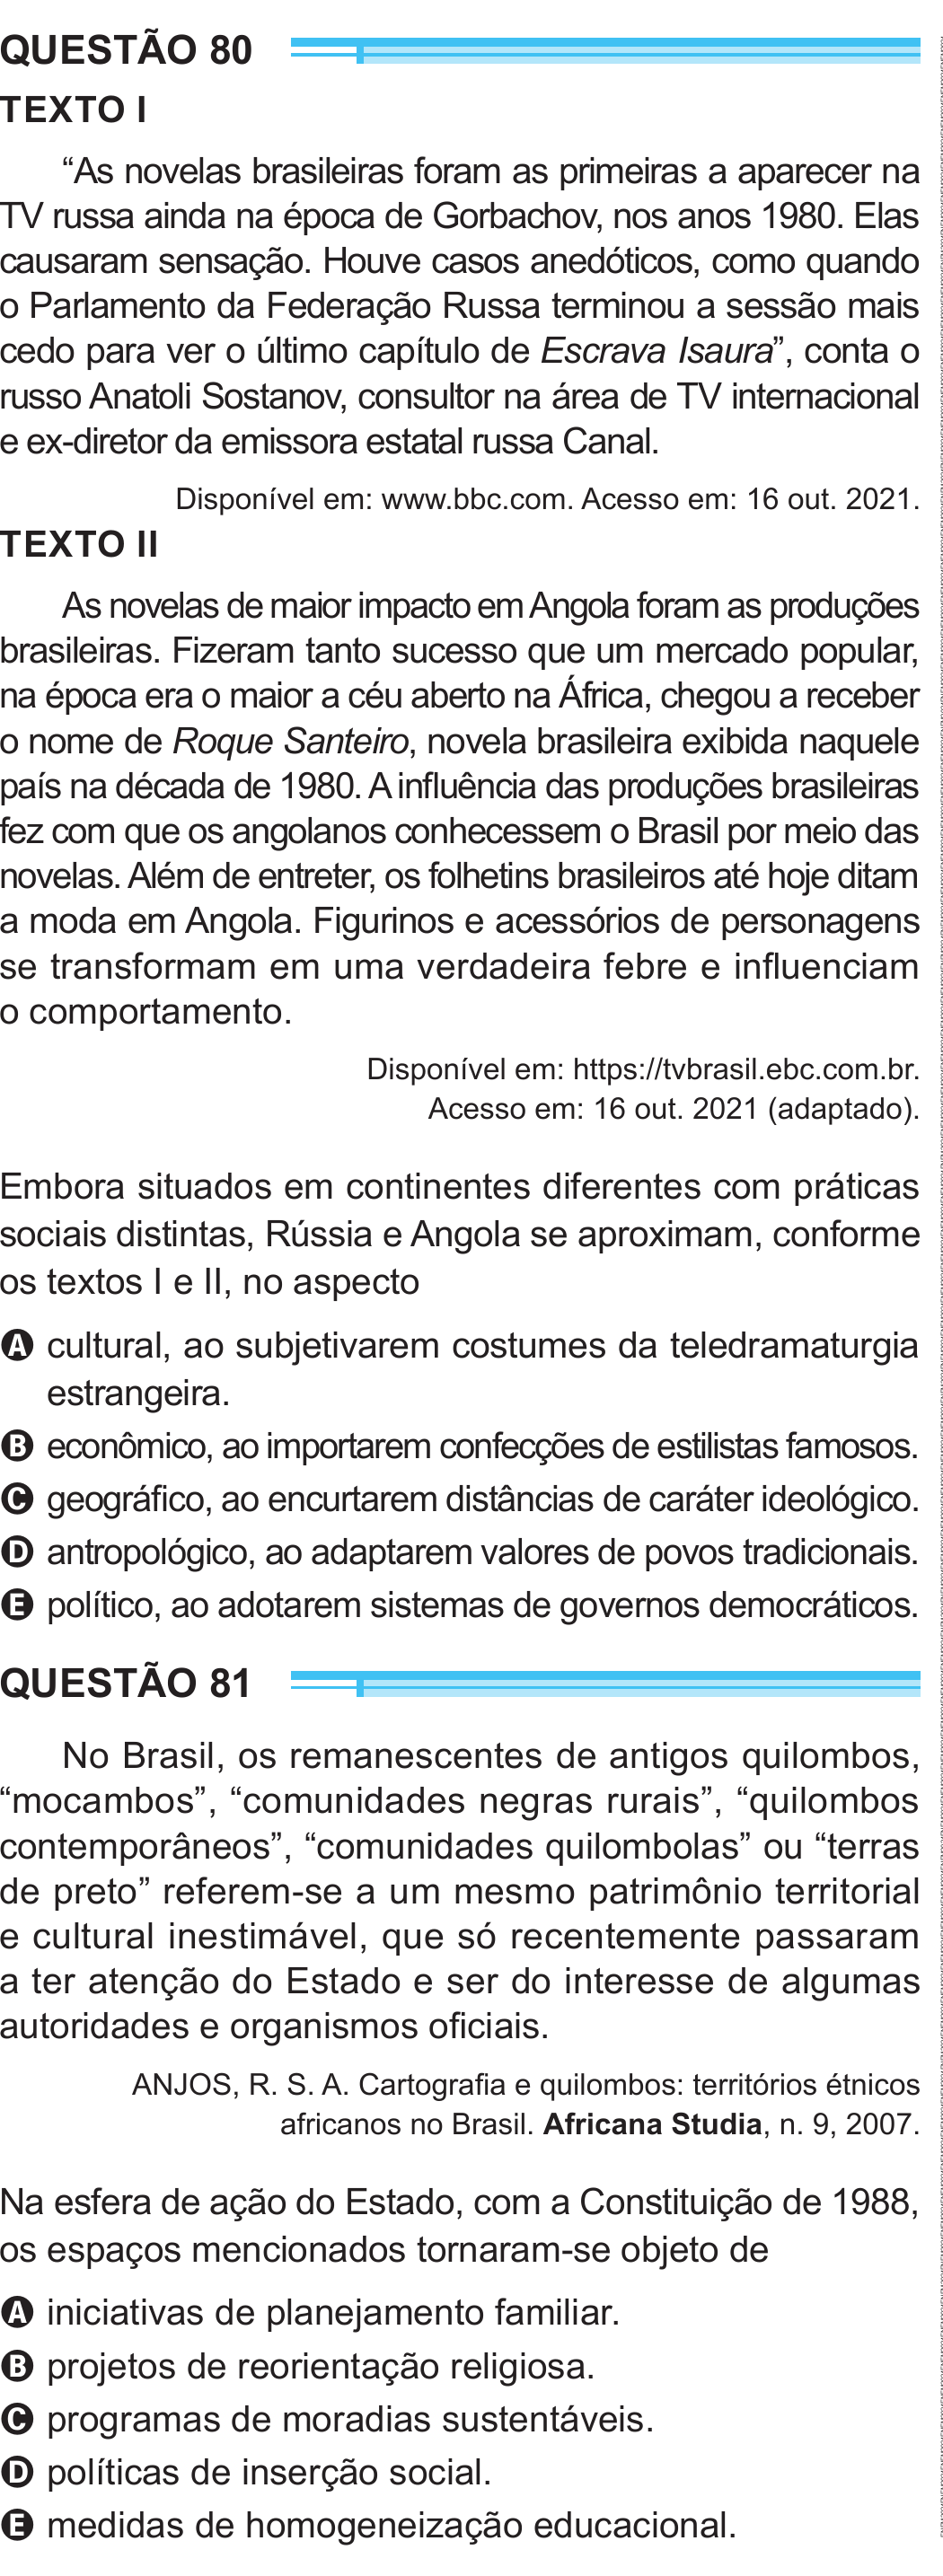 QUESTÃO 80
TEXTO I
“As novelas brasileiras foram as primeiras a aparecer na
TV russa ainda na época de Gorbachov, nos anos 1980. Elas
causaram sensação. Houve casos anedóticos, como quando
o Parlamento da Federação Russa terminou a sessão mais
cedo para ver o último capítulo de Escrava Isaura”, conta o
russo Anatoli Sostanov, consultor na área de TV internacional
e ex-diretor da emissora estatal russa Canal.
Disponível em: www.bbc.com. Acesso em: 16 out. 2021.
TEXTO II
As novelas de maior impacto em Angola foram as produções
brasileiras. Fizeram tanto sucesso que um mercado popular,
na época era o maior a céu aberto na África, chegou a receber
o nome de Roque Santeiro, novela brasileira exibida naquele
país na década de 1980. A influência das produções brasileiras
fez com que os angolanos conhecessem o Brasil por meio das
novelas. Além de entreter, os folhetins brasileiros até hoje ditam
a moda em Angola. Figurinos e acessórios de personagens
se transformam em uma verdadeira febre e influenciam
o comportamento.
Disponível em: https://tvbrasil.ebc.com.br.
Acesso em: 16 out. 2021 (adaptado).
Embora situados em continentes diferentes com práticas
sociais distintas, Rússia e Angola se aproximam, conforme
os textos I e II, no aspecto
A cultural, ao subjetivarem costumes da teledramaturgia
estrangeira.
B econômico, ao importarem confecções de estilistas famosos.
C geográfico, ao encurtarem distâncias de caráter ideológico.
D antropológico, ao adaptarem valores de povos tradicionais.
E político, ao adotarem sistemas de governos democráticos.
QUESTÃO 81
No Brasil, os remanescentes de antigos quilombos,
“mocambos”, “comunidades negras rurais”, “quilombos
contemporâneos”, “comunidades quilombolas” ou “terras
de preto” referem-se a um mesmo patrimônio territorial
e cultural inestimável, que só recentemente passaram
a ter atenção do Estado e ser do interesse de algumas
autoridades e organismos oficiais.
ANJOS, R. S. A. Cartografia e quilombos: territórios étnicos
africanos no Brasil. Africana Studia, n. 9, 2007.
Na esfera de ação do Estado, com a Constituição de 1988,
os espaços mencionados tornaram-se objeto de
A iniciativas de planejamento familiar.
B projetos de reorientação religiosa.
C programas de moradias sustentáveis.
D políticas de inserção social.
E medidas de homogeneização educacional.